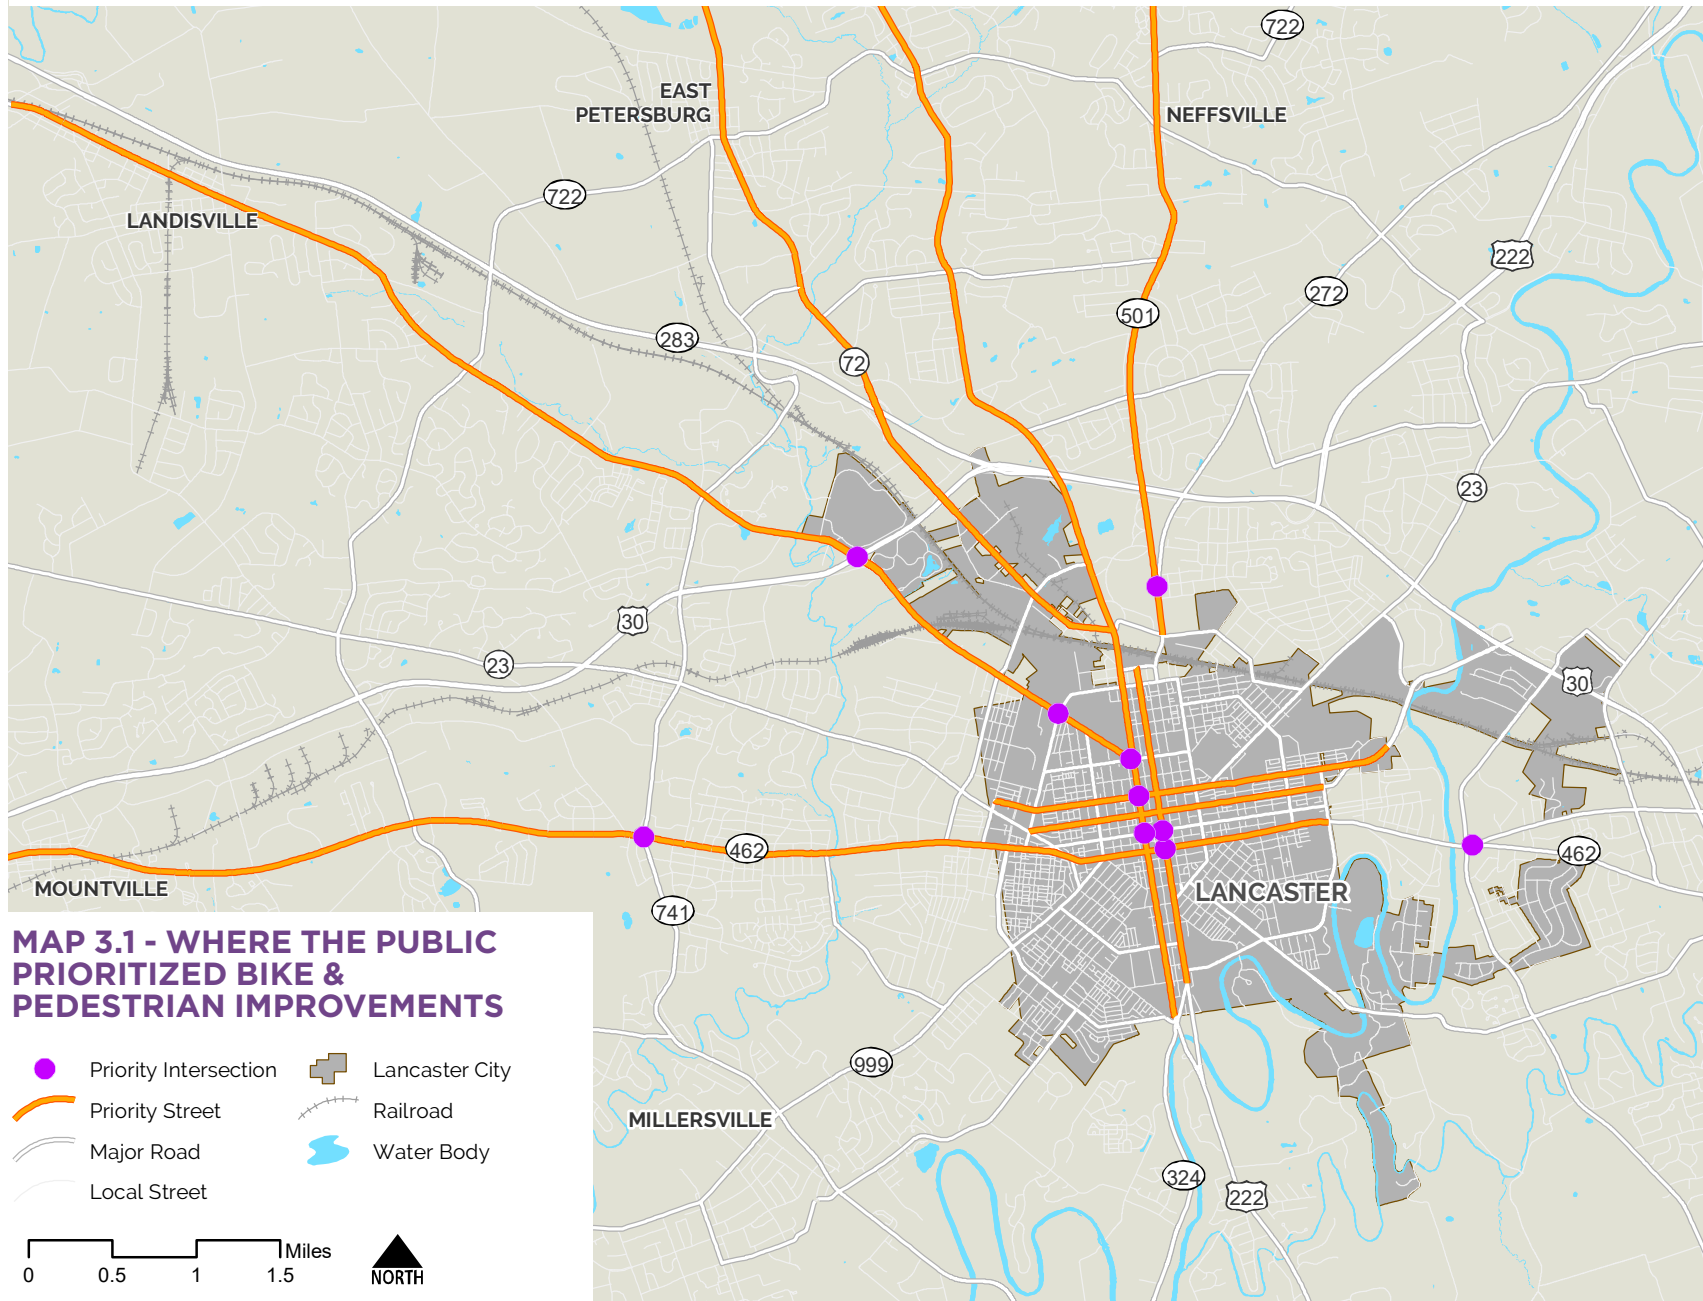 722
EAST
PETERSBURG
NEFFSVILLE
722
LANDISVILLE
222
272
501
283
72
23
30
23
30
462
462
MOUNTVILLE
LANCASTER
741
999
MILLERSVILLE
324
222
MAP 3.1 - WHERE THE PUBLIC
PRIORITIZED BIKE &
PEDESTRIAN IMPROVEMENTS
Priority Intersection
Lancaster City
Priority Street
Railroad
Major Road
Water Body
Local Street
Miles
0 0.5 1 1.5
NORTH